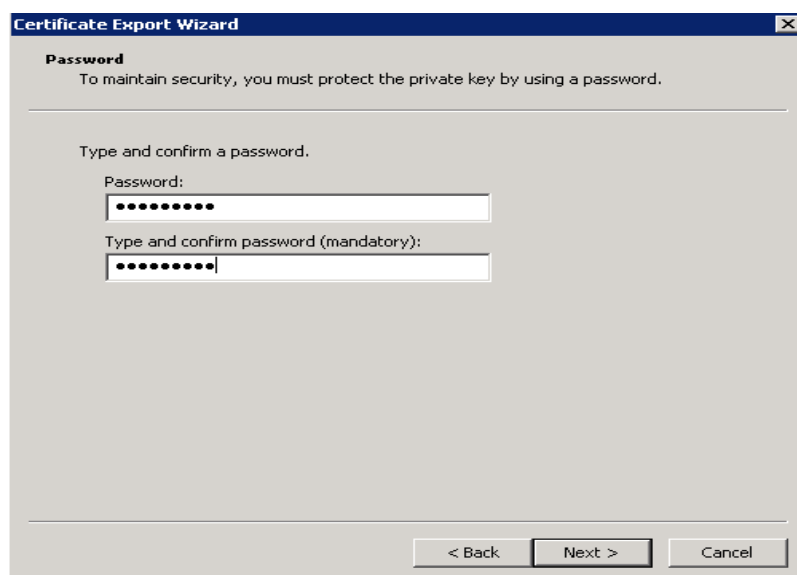 Certificate Export Wizard
Password
To maintain security, you must protect the private key by using a password.
Type and confirm a password.
Password:
•••••••••
Type and confirm password (mandatory):
•••••••••
< Back Next > Cancel